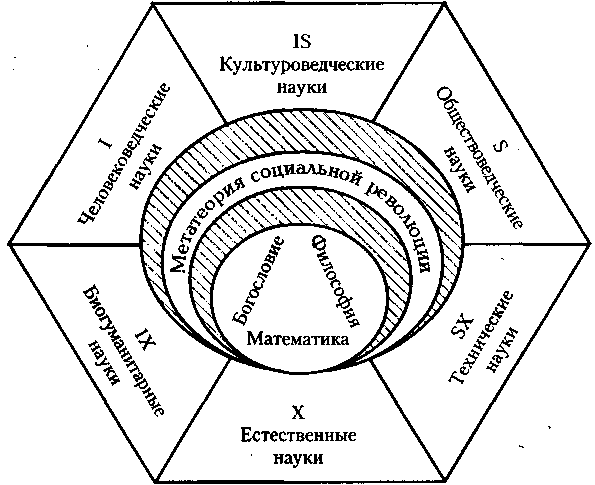 IS
Культуроведческие
науки
I
Человековедческие
науки
S
Обществоведческие
науки
Метатеория социальной революции
Богословие
Философия
Математика
IX
Биогуманитарные
науки
SX
Технические
науки
X
Естественные
науки